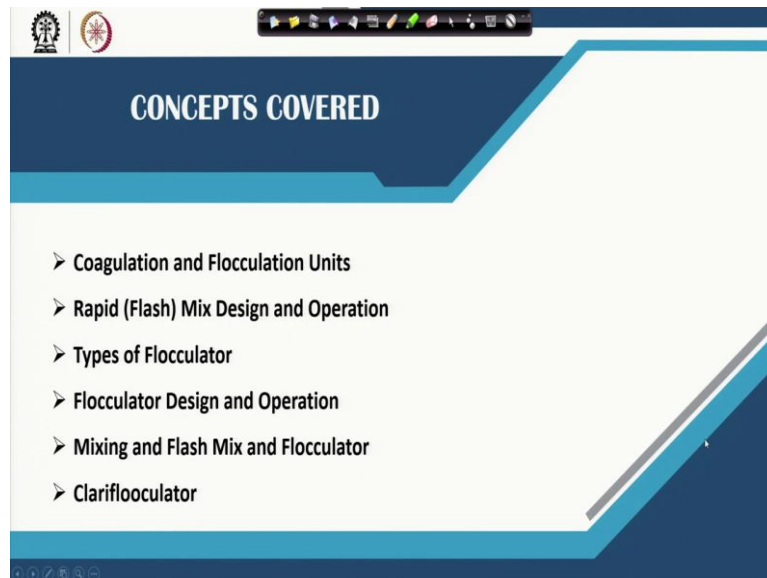 CONCEPTS COVERED
Coagulation and Flocculation Units
Rapid (Flash) Mix Design and Operation
Types of Flocculator
Flocculator Design and Operation
Mixing and Flash Mix and Flocculator
Clariflooculator